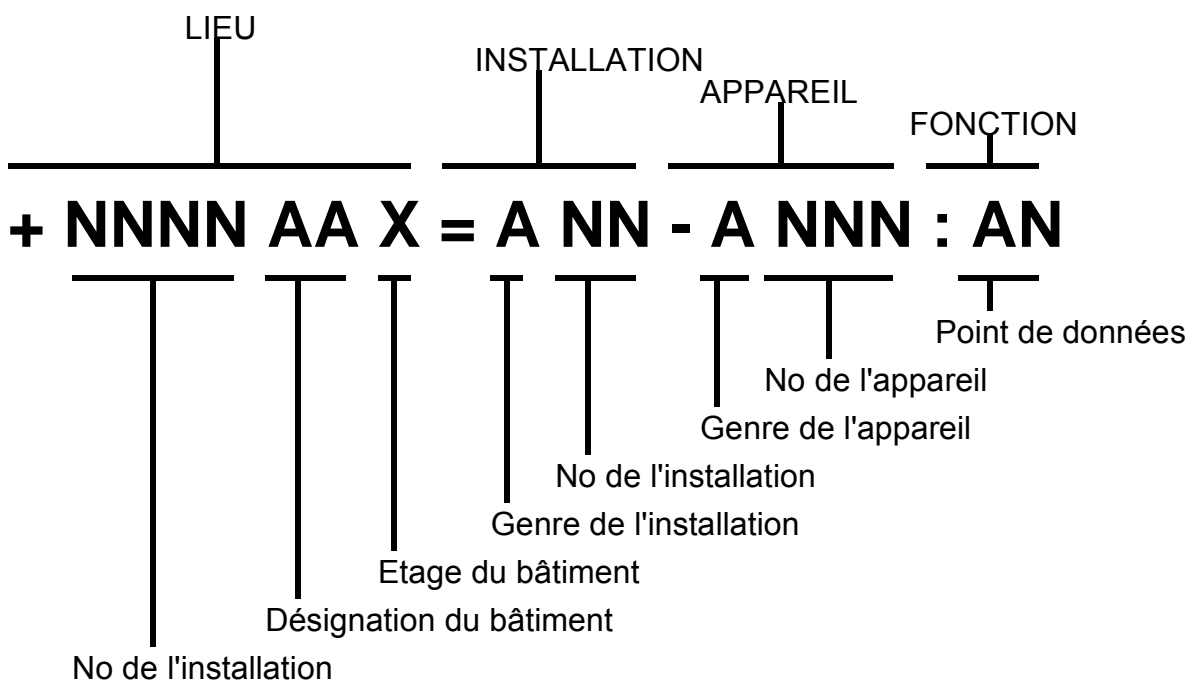 LIEU
INSTALLATION
APPAREIL
FONCTION
+ NNNN AA X = A NN - A NNN : AN
Point de données
No de l'appareil
Genre de l'appareil
No de l'installation
Genre de l'installation
Etage du bâtiment
Désignation du bâtiment
No de l'installation